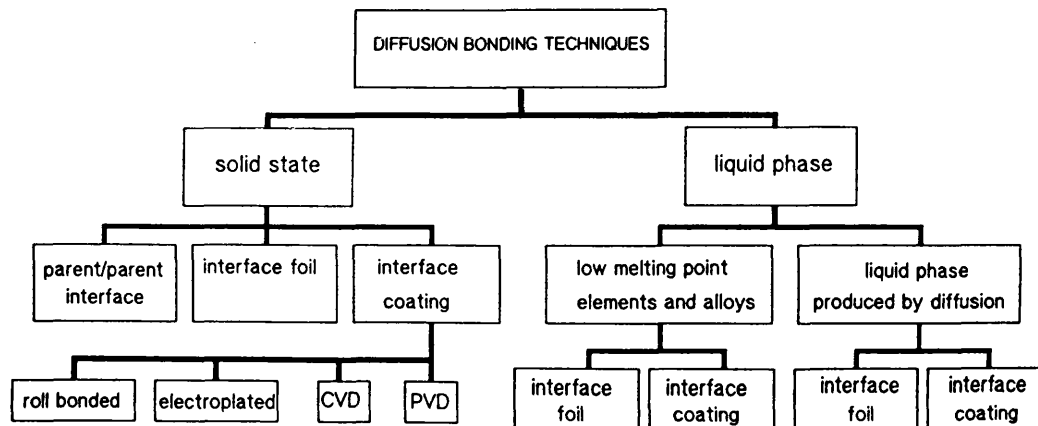 DIFFUSION BONDING TECHNIQUES
solid state
liquid phase
parent/parent
interface
interface foil
interface
coating
low melting point
elements and alloys
liquid phase
produced by diffusion
roll bonded
electroplated
CVD
PVD
interface
foil
interface
coating
interface
foil
interface
coating